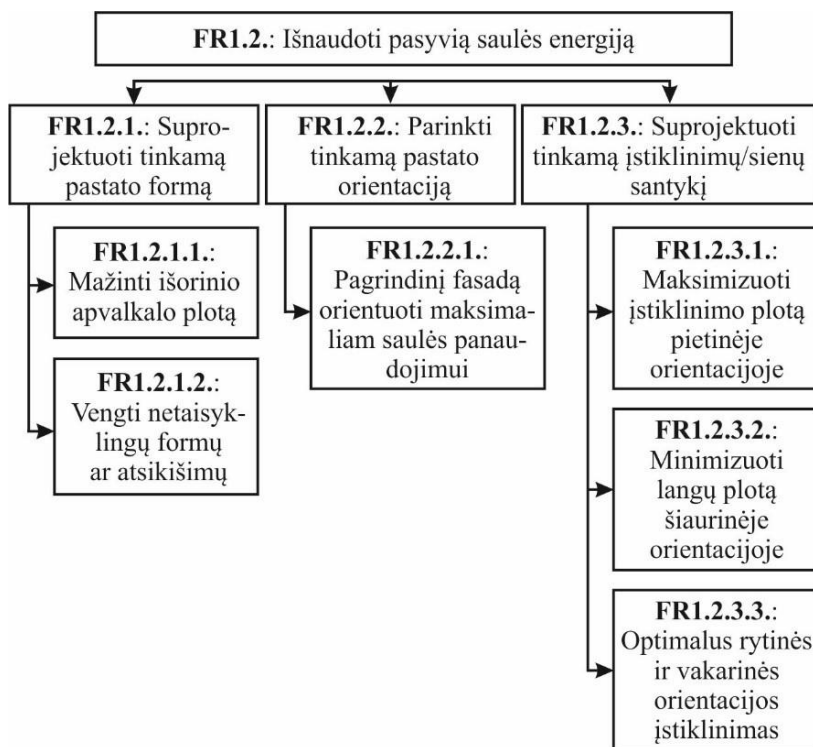 FR1.2.: Išnaudoti pasyvią saulės energiją
FR1.2.1.: Supro-
jektuoti tinkamą
pastato formą
FR1.2.2.: Parinkti
tinkamą pastato
orientaciją
FR1.2.3.: Suprojektuoti
tinkamą įstiklinimų/sienų
santykį
FR1.2.1.1.:
Mažinti išorinio
apvalkalo plotą
FR1.2.1.2.:
Vengti netaisyk-
lingų formų
ar atsikišimų
FR1.2.2.1.:
Pagrindinį fasadą
orientuoti maksima-
liam saulės panau-
dojimui
FR1.2.3.1.:
Maksimizuoti
įstiklinimo plotą
pietinėje
orientacijoje
FR1.2.3.2.:
Minimizuoti
langų plotą
šiaurinėje
orientacijoje
FR1.2.3.3.:
Optimalus rytinės
ir vakarinės
orientacijos
įstiklinimas